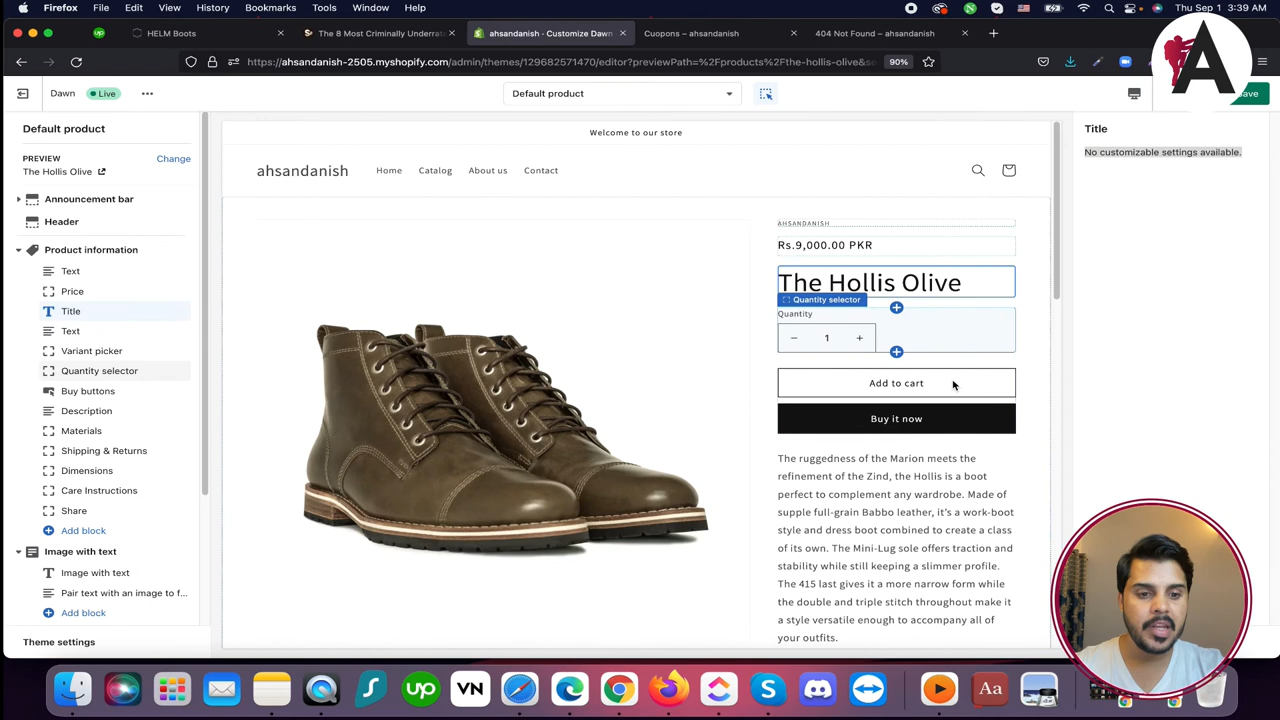 Firefox File Edit View History Bookmarks Tools Window Help
Thu Sep 1 3:39 AM
HELM Boots
The 8 Most Criminally Underrat
ahsandanish · Customize Dawn
Cuopons – ahsandanish
404 Not Found – ahsandanish
https://ahsandanish-2505.myshopify.com/admin/themes/129682571470/editor?previewPath=%2Fproducts%2Fthe-hollis-olive&se
90%
Dawn
Live
Default product
Default product
PREVIEW
Change
The Hollis Olive
Announcement bar
Header
Product information
Text
Price
Title
Text
Variant picker
Quantity selector
Buy buttons
Description
Materials
Shipping & Returns
Dimensions
Care Instructions
Share
Add block
Image with text
Image with text
Pair text with an image to f...
Add block
Theme settings
Welcome to our store
ahsandanish
Home Catalog About us Contact
AHSANDANISH
Rs.9,000.00 PKR
The Hollis Olive
Quantity selector
Quantity
− 1 +
Add to cart
Buy it now
The ruggedness of the Marion meets the
refinement of the Zind, the Hollis is a boot
perfect to complement any wardrobe. Made of
supple full-grain Babbo leather, it's a work-boot
style and dress boot combined to create a class
of its own. The Mini-Lug sole offers traction and
stability while still keeping a slimmer profile.
The 415 last gives it a more narrow form while
the double and triple stitch throughout make it
a style versatile enough to accompany all of
your outfits.
Title
No customizable settings available.
A
up
VN
Aa